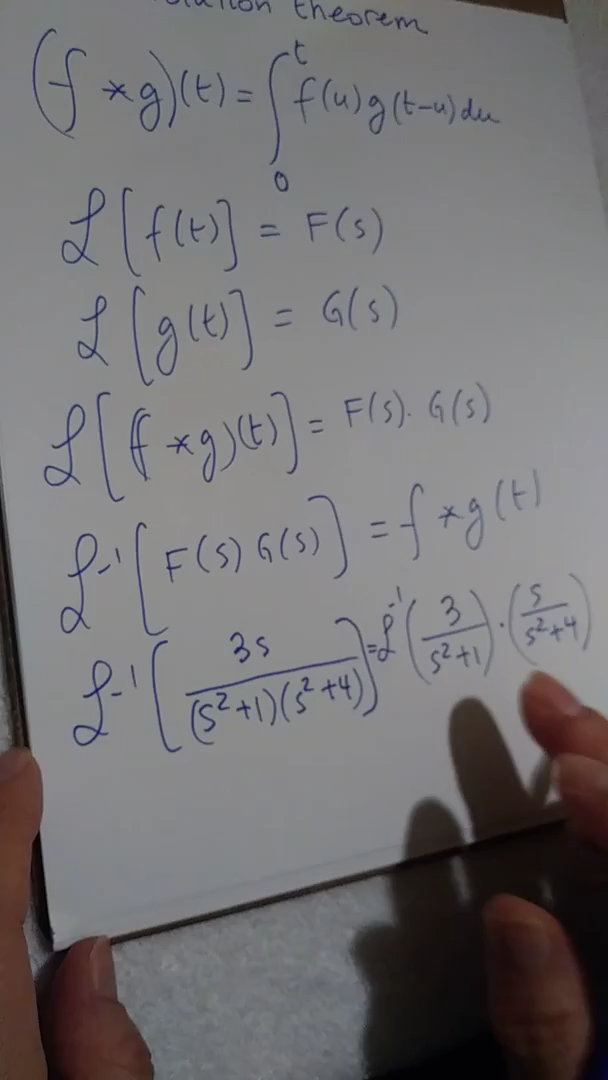 theorem
(f * g)(t) = ∫₀ᵗ f(u) g(t-u) du
ℒ[f(t)] = F(s)
ℒ[g(t)] = G(s)
ℒ[(f * g)(t)] = F(s). G(s)
ℒ⁻¹[F(s) G(s)] = f * g(t)
ℒ⁻¹[3s/((s²+1)(s²+4))] = ℒ⁻¹(3/(s²+1)) · (s/(s²+4))